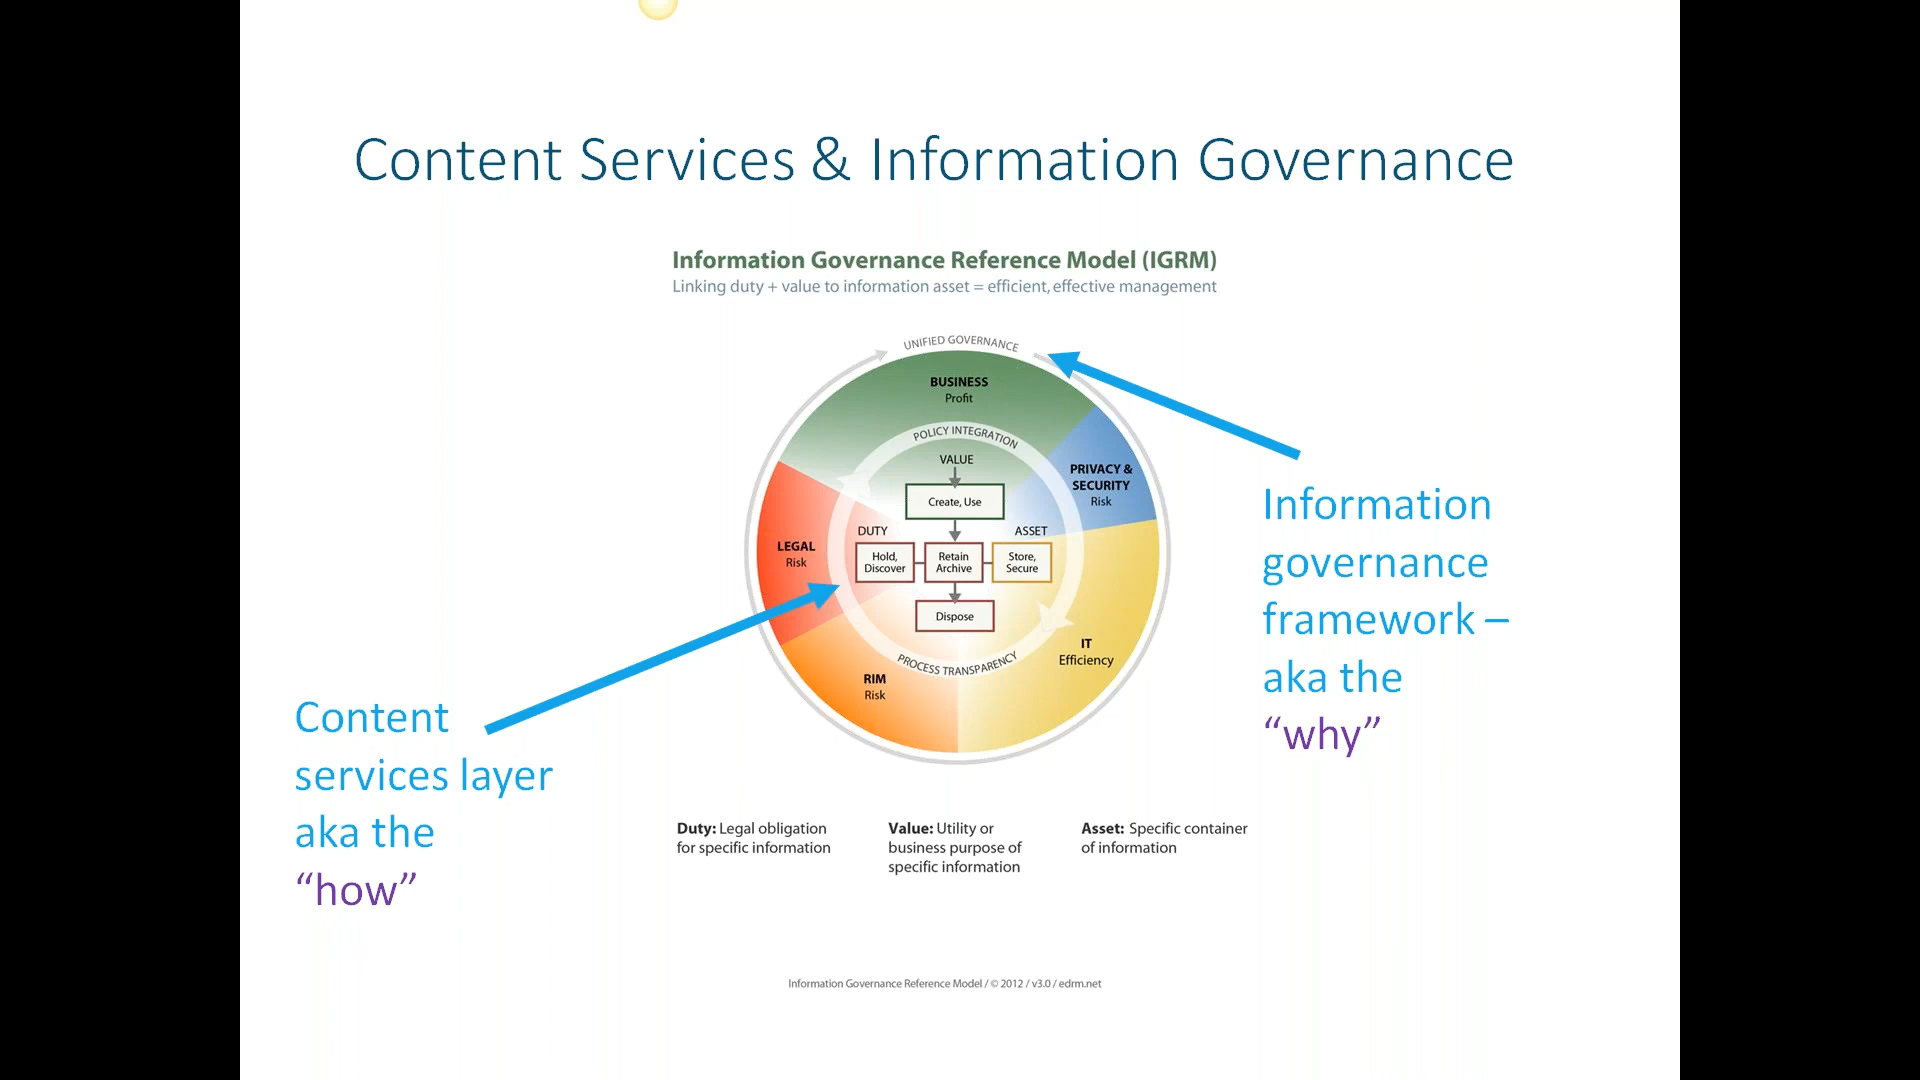 Content Services & Information Governance
Information Governance Reference Model (IGRM)
Linking duty + value to information asset = efficient, effective management
UNIFIED GOVERNANCE
BUSINESS
Profit
POLICY INTEGRATION
VALUE
Create, Use
PRIVACY &
SECURITY
Risk
DUTY
ASSET
LEGAL
Risk
Hold,
Discover
Retain
Archive
Store,
Secure
Dispose
PROCESS TRANSPARENCY
IT
Efficiency
RIM
Risk
Information
governance
framework –
aka the
“why”
Content
services layer
aka the
“how”
Duty: Legal obligation
for specific information
Value: Utility or
business purpose of
specific information
Asset: Specific container
of information
Information Governance Reference Model / © 2012 / v3.0 / edrm.net